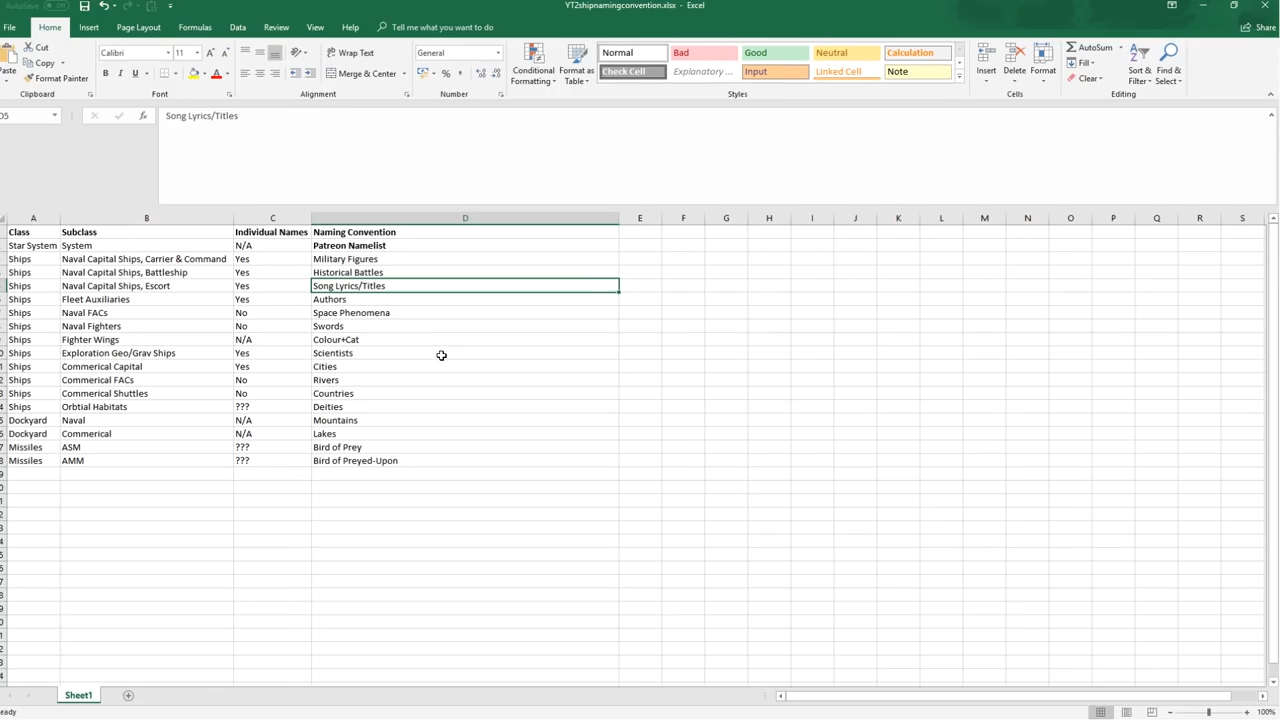 AutoSave Off YT2shipnamingconvention.xlsx - Excel
File Home Insert Page Layout Formulas Data Review View Help Tell me what you want to do Share
Cut
Copy
Format Painter
Paste
Clipboard
Calibri 11
B I U
Font
Wrap Text
Merge & Center
Alignment
General
Number
Conditional Formatting
Format as Table
Normal Bad Good Neutral Calculation
Check Cell Explanatory ... Input Linked Cell Note
Styles
Insert Delete Format
Cells
AutoSum
Fill
Clear
Sort & Filter
Find & Select
Editing
D5 fx Song Lyrics/Titles
A B C D E F G H I J K L M N O P Q R S
Class Subclass Individual Names Naming Convention
Star System System N/A Patreon Namelist
Ships Naval Capital Ships, Carrier & Command Yes Military Figures
Ships Naval Capital Ships, Battleship Yes Historical Battles
Ships Naval Capital Ships, Escort Yes Song Lyrics/Titles
Ships Fleet Auxiliaries Yes Authors
Ships Naval FACs No Space Phenomena
Ships Naval Fighters No Swords
Ships Fighter Wings N/A Colour+Cat
Ships Exploration Geo/Grav Ships Yes Scientists
Ships Commerical Capital Yes Cities
Ships Commerical FACs No Rivers
Ships Commerical Shuttles No Countries
Ships Orbtial Habitats ??? Deities
Dockyard Naval N/A Mountains
Dockyard Commerical N/A Lakes
Missiles ASM ??? Bird of Prey
Missiles AMM ??? Bird of Preyed-Upon
Sheet1
eady 100%